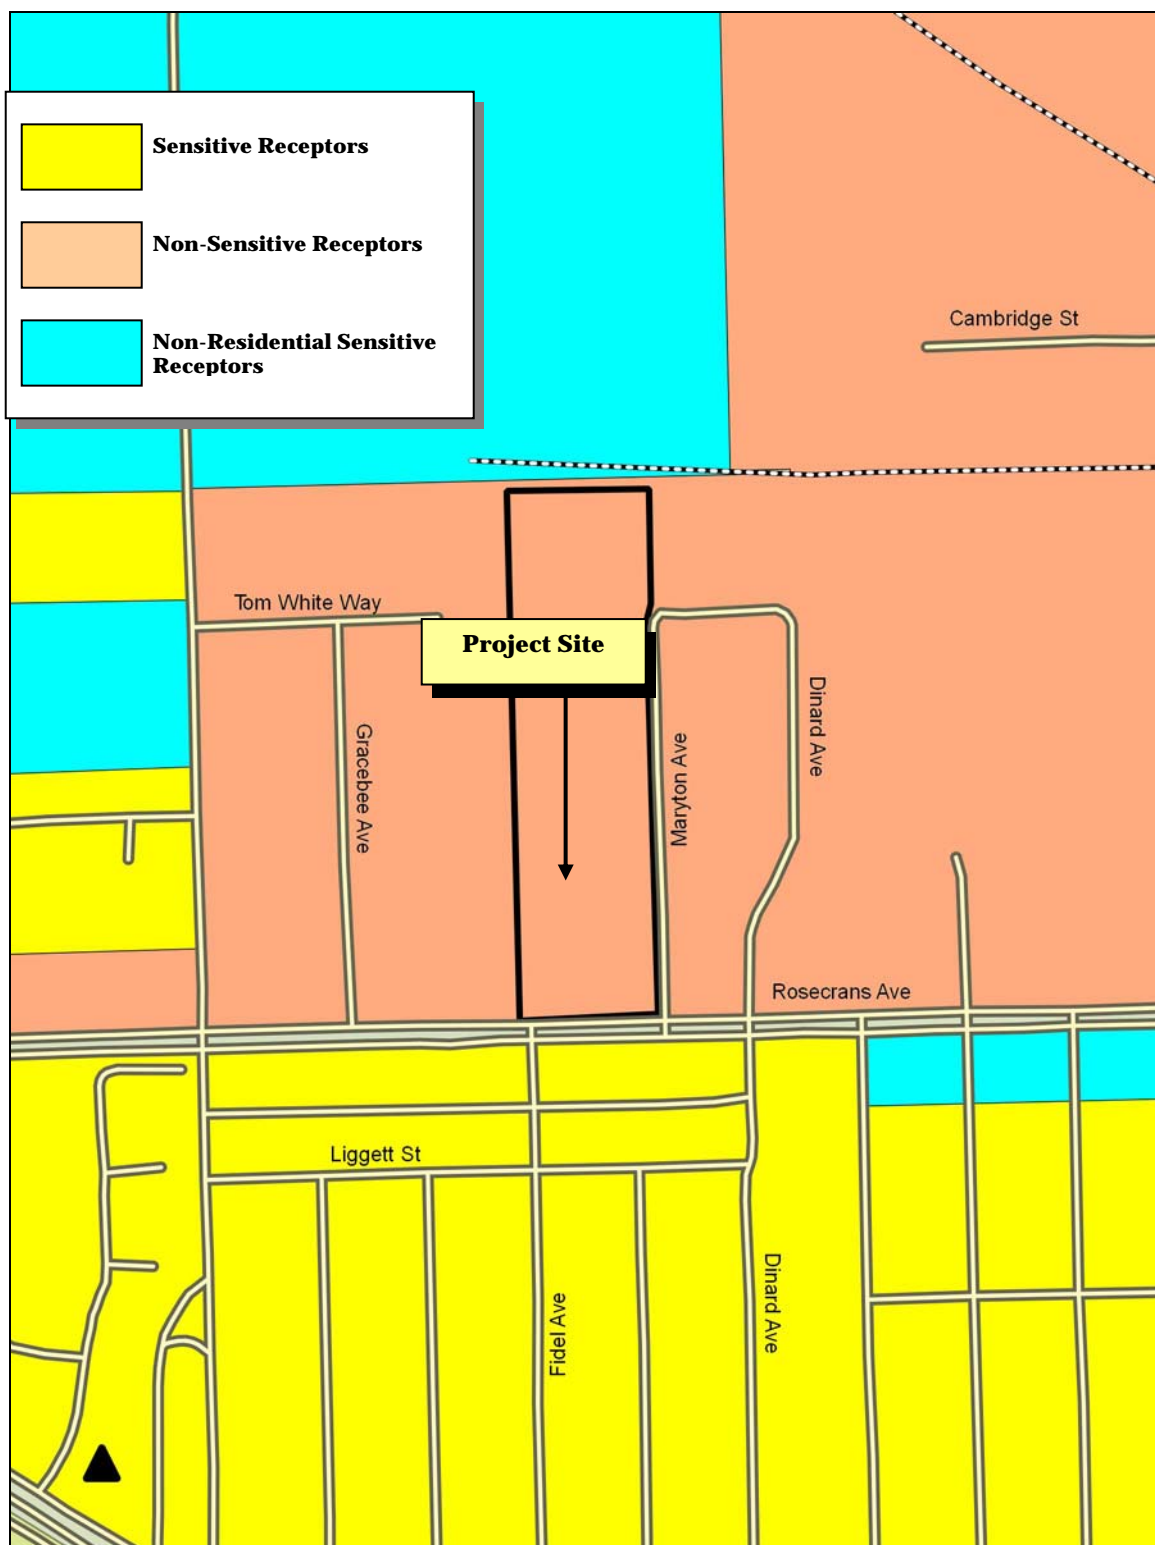 Sensitive Receptors
Non-Sensitive Receptors
Non-Residential Sensitive
Receptors
Cambridge St
Tom White Way
Project Site
Gracebee Ave
Maryton Ave
Dinard Ave
Rosecrans Ave
Liggett St
Fidel Ave
Dinard Ave